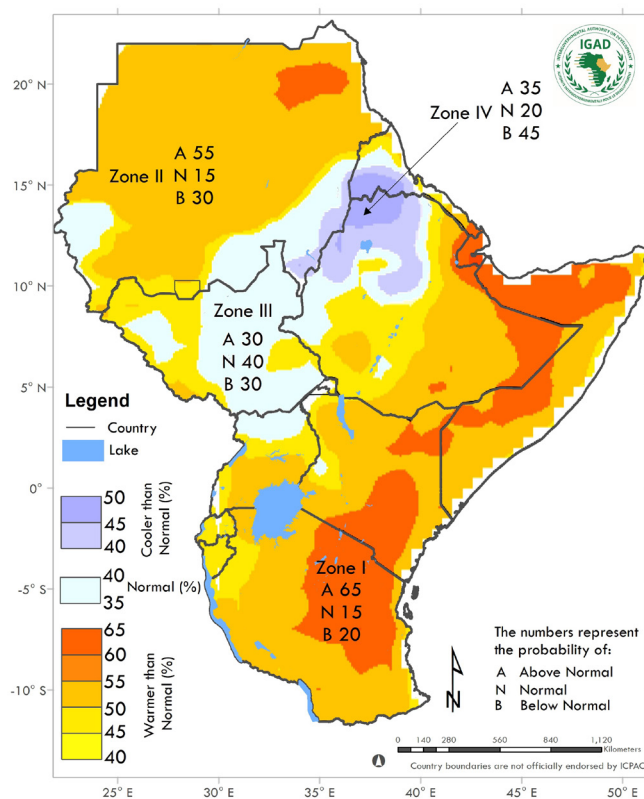 IGAD
INTERGOVERNMENTAL AUTHORITY ON DEVELOPMENT
A 35
Zone IV N 20
B 45
20° N
15° N
10° N
5° N
0°
-5° S
-10° S
A 55
Zone II N 15
B 30
Zone III
A 30
N 40
B 30
Zone I
A 65
N 15
B 20
Legend
Country
Lake
50
45
40
Cooler than
Normal (%)
40
35
Normal (%)
65
60
55
50
45
40
Warmer than
Normal (%)
The numbers represent
the probability of:
A Above Normal
N Normal
B Below Normal
N
0 140 280 560 840 1,120
Kilometers
Country boundaries are not officially endorsed by ICPAC
25° E 30° E 35° E 40° E 45° E 50° E